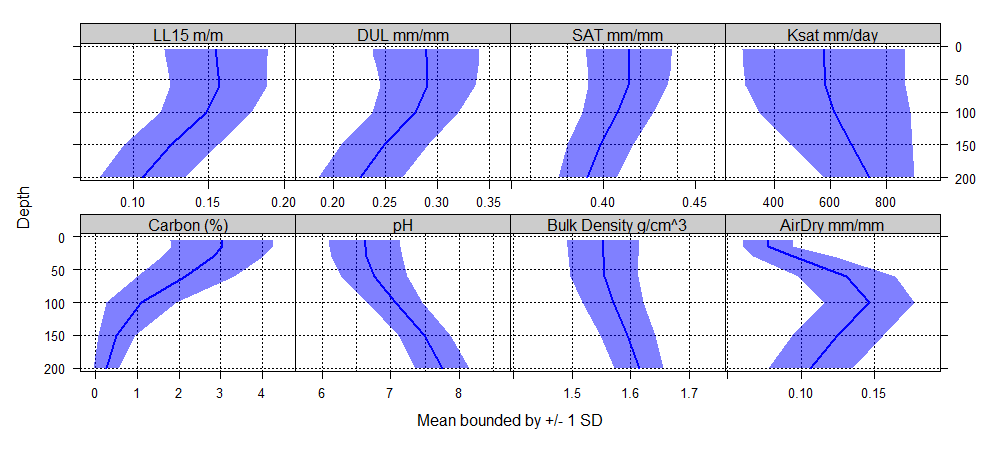 LL15 m/m DUL mm/mm SAT mm/mm Ksat mm/day
0
50
100
150
200
0.10 0.15 0.20 0.20 0.25 0.30 0.35 0.40 0.45 400 600 800
Depth
Carbon (%) pH Bulk Density g/cm^3 AirDry mm/mm
0
50
100
150
200
0 1 2 3 4 6 7 8 1.5 1.6 1.7 0.10 0.15
Mean bounded by +/- 1 SD